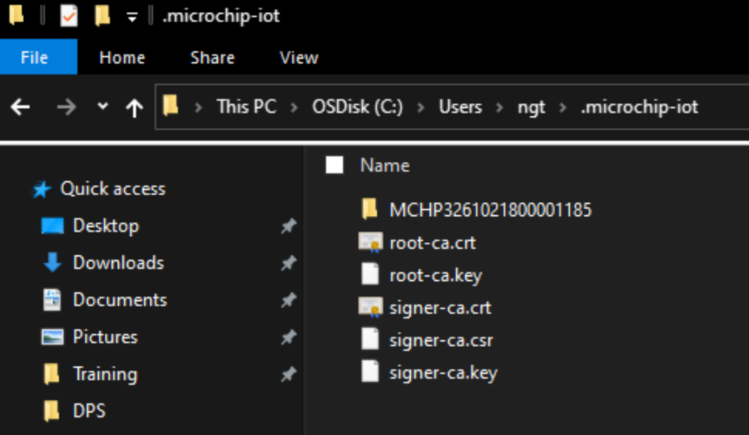 .microchip-iot
File Home Share View
This PC > OSDisk (C:) > Users > ngt > .microchip-iot
Name
Quick access
Desktop
Downloads
Documents
Pictures
Training
DPS
MCHP3261021800001185
root-ca.crt
root-ca.key
signer-ca.crt
signer-ca.csr
signer-ca.key